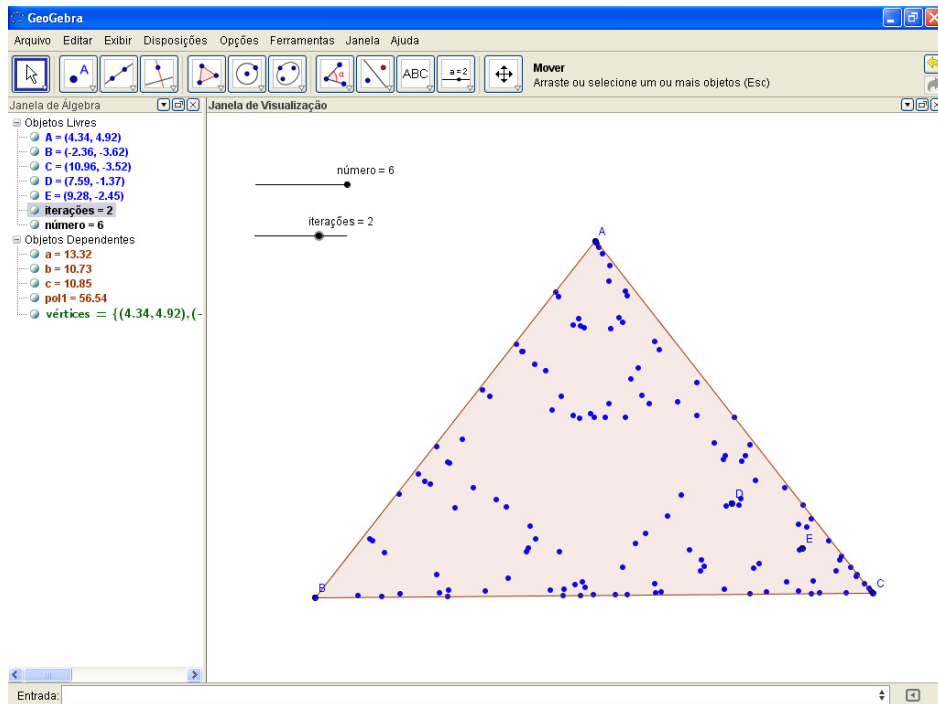 GeoGebra
Arquivo Editar Exibir Disposições Opções Ferramentas Janela Ajuda
A
α
ABC
a=2
Mover
Arraste ou selecione um ou mais objetos (Esc)
Janela de Álgebra
Janela de Visualização
Objetos Livres
A = (4.34, 4.92)
B = (-2.36, -3.62)
C = (10.96, -3.52)
D = (7.59, -1.37)
E = (9.28, -2.45)
iterações = 2
número = 6
Objetos Dependentes
a = 13.32
b = 10.73
c = 10.85
pol1 = 56.54
vértices = {(4.34,4.92),(-
número = 6
iterações = 2
A
D
E
B
C
Entrada: